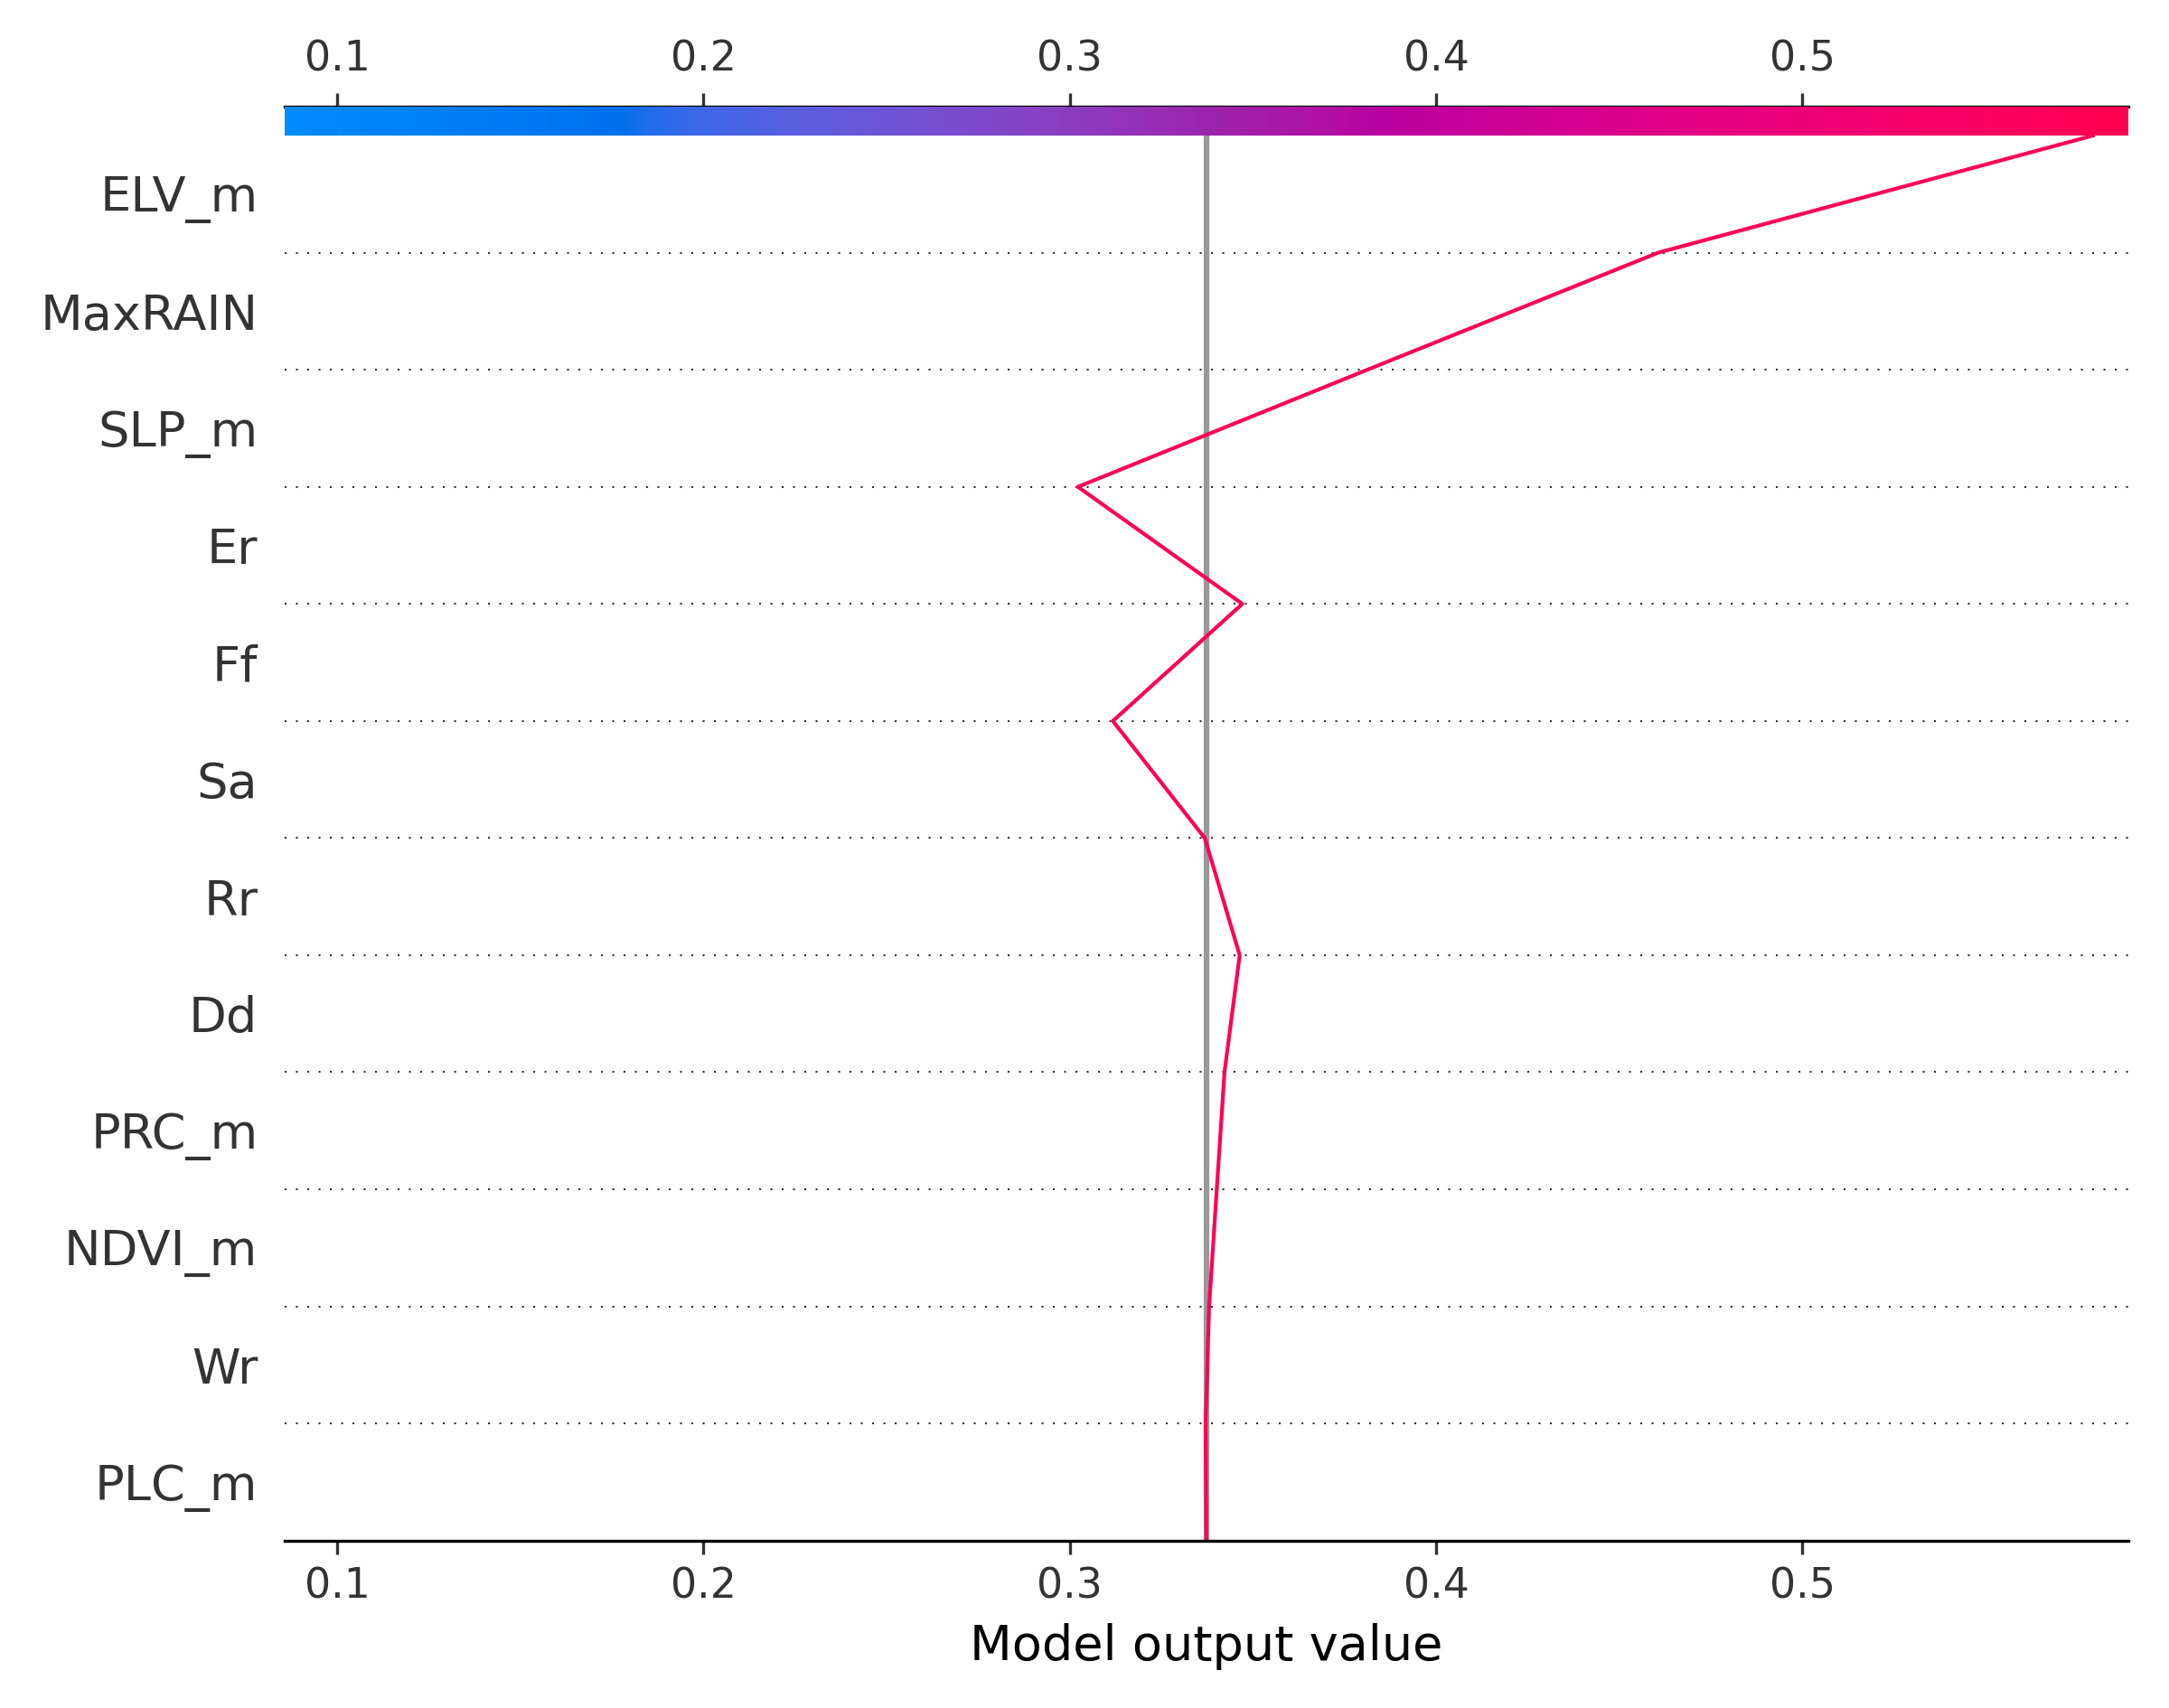 0.1 0.2 0.3 0.4 0.5
ELV_m
MaxRAIN
SLP_m
Er
Ff
Sa
Rr
Dd
PRC_m
NDVI_m
Wr
PLC_m
0.1 0.2 0.3 0.4 0.5
Model output value